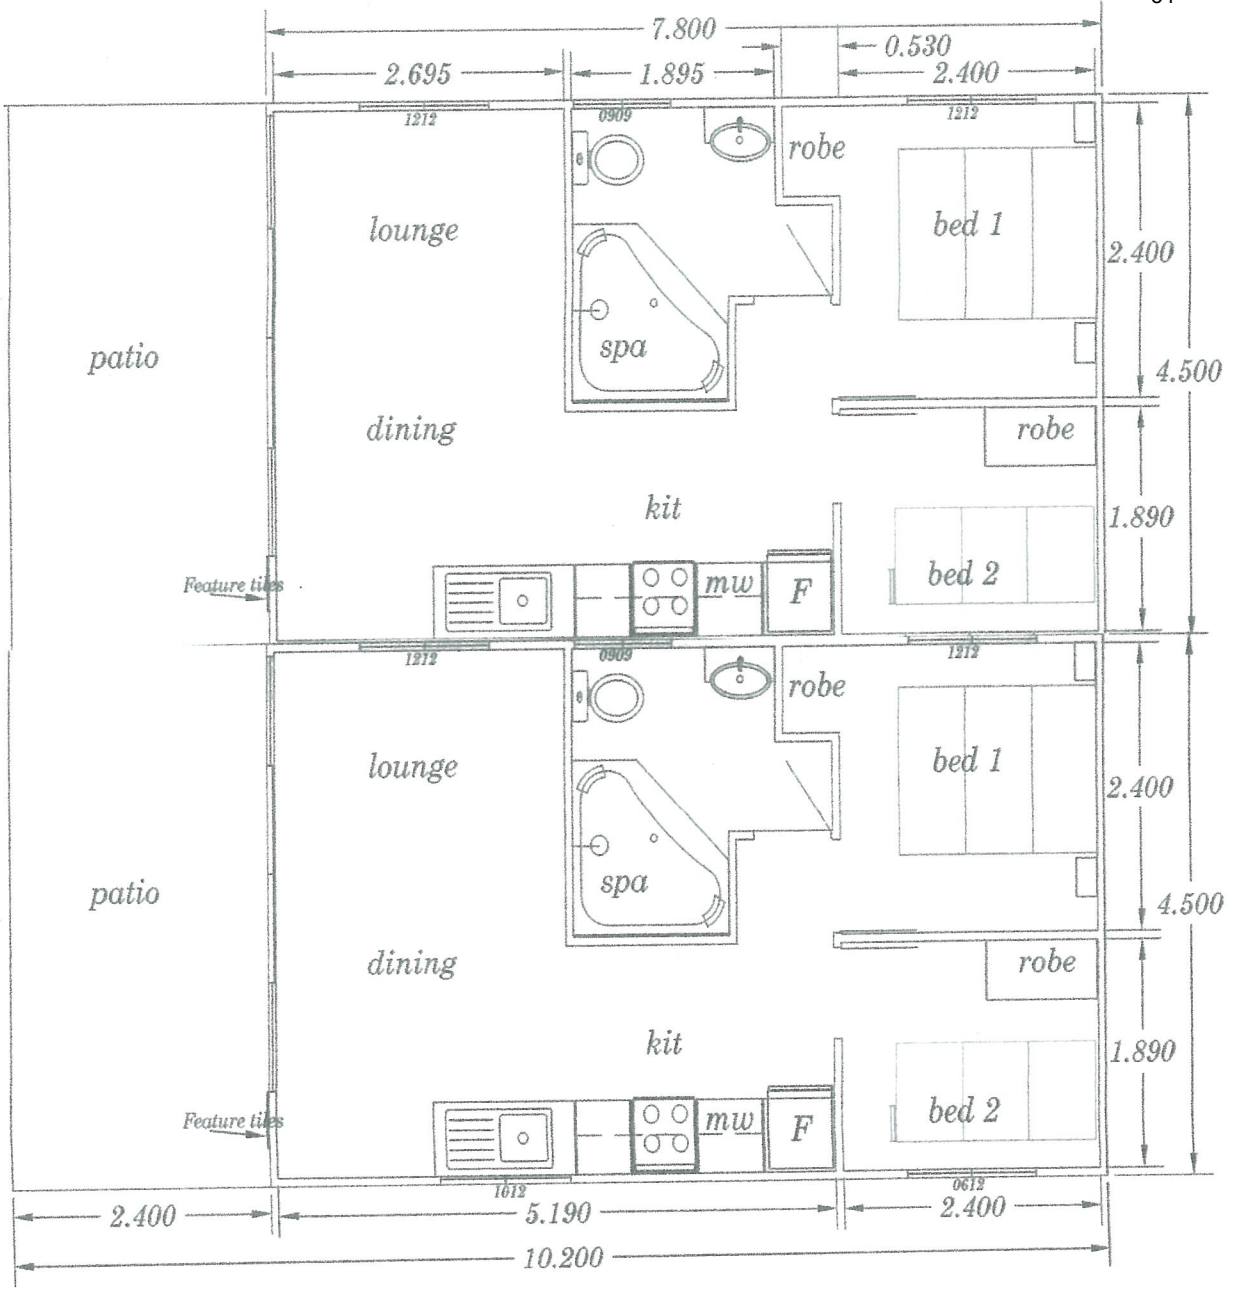 7.800
0.530
2.695
1.895
2.400
1212
0909
1212
robe
lounge
bed 1
2.400
spa
patio
4.500
dining
robe
kit
1.890
Feature tiles
mw
F
bed 2
1212
0909
1212
robe
lounge
bed 1
2.400
spa
patio
4.500
dining
robe
kit
1.890
Feature tiles
mw
F
bed 2
1012
0612
2.400
5.190
2.400
10.200